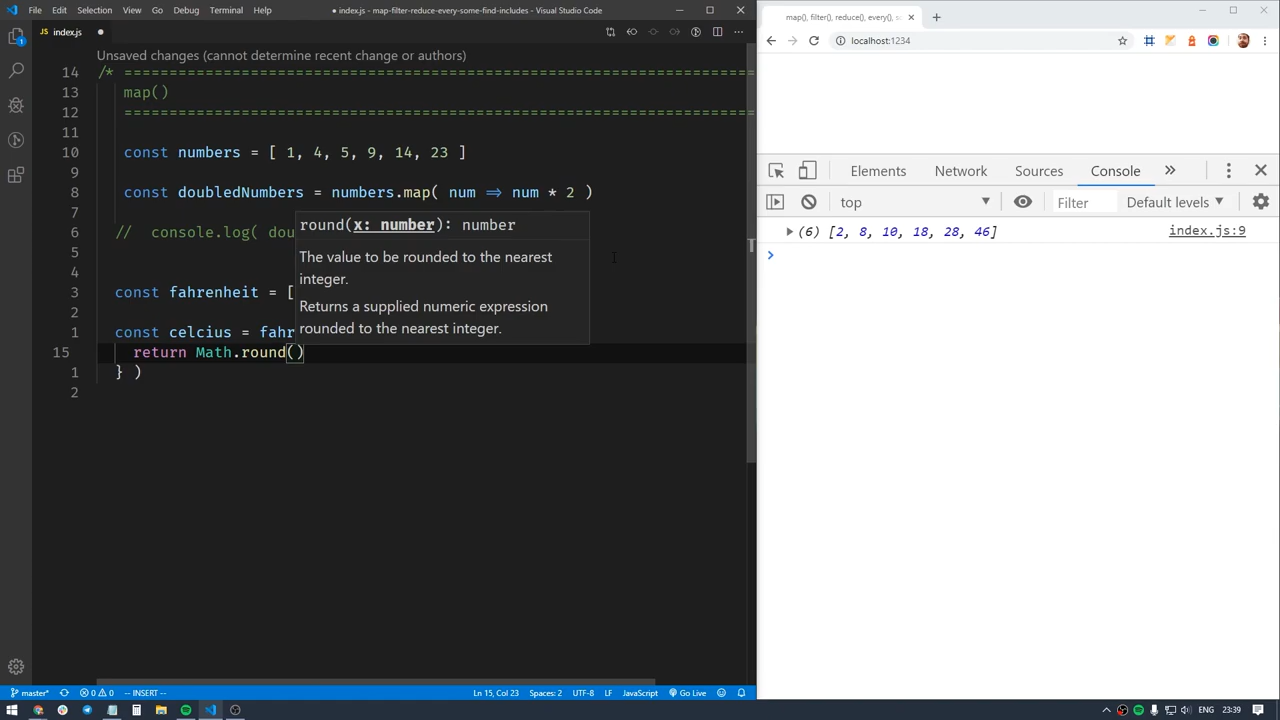 File Edit Selection View Go Debug Terminal Help
● index.js - map-filter-reduce-every-some-find-includes - Visual Studio Code
JS index.js ●
Unsaved changes (cannot determine recent change or authors)
14 /* ======================================================================
13 map()
12 ======================================================================
11
10 const numbers = [ 1, 4, 5, 9, 14, 23 ]
9
8 const doubledNumbers = numbers.map( num ⇒ num * 2 )
7
6 // console.log( dou
5
4
3 const fahrenheit = [
2
1 const celcius = fahr
15 return Math.round()
1 } )
2
round(x: number): number
The value to be rounded to the nearest
integer.
Returns a supplied numeric expression
rounded to the nearest integer.
master* 0 0 -- INSERT -- Ln 15, Col 23 Spaces: 2 UTF-8 LF JavaScript Go Live
map(), filter(), reduce(), every(), s
localhost:1234
Elements Network Sources Console
top Filter Default levels
(6) [2, 8, 10, 18, 28, 46] index.js:9
ENG 23:39